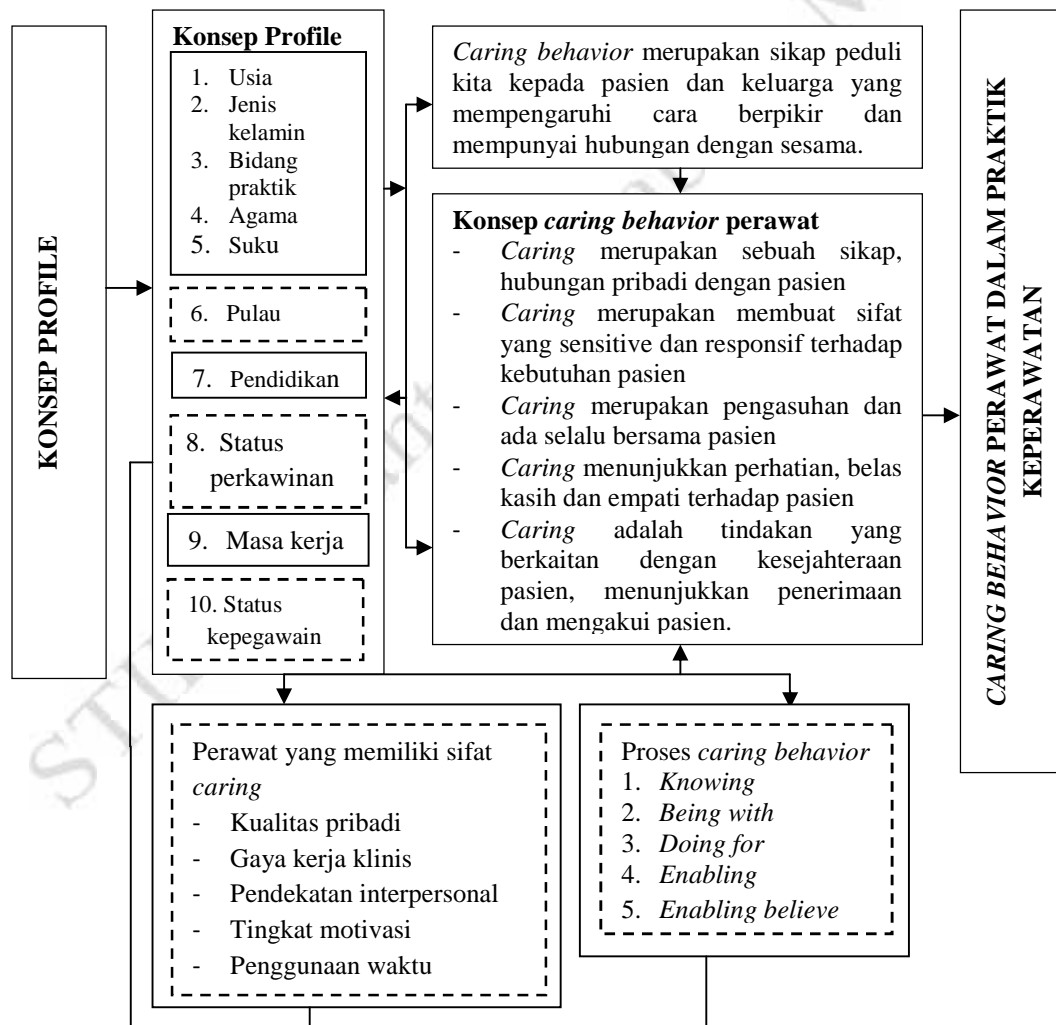 KONSEP PROFILE
Konsep Profile
1. Usia
2. Jenis
kelamin
3. Bidang
praktik
4. Agama
5. Suku
6. Pulau
7. Pendidikan
8. Status
perkawinan
9. Masa kerja
10. Status
kepegawain
Caring behavior merupakan sikap peduli
kita kepada pasien dan keluarga yang
mempengaruhi cara berpikir dan
mempunyai hubungan dengan sesama.
Konsep caring behavior perawat
- Caring merupakan sebuah sikap,
hubungan pribadi dengan pasien
- Caring merupakan membuat sifat
yang sensitive dan responsif terhadap
kebutuhan pasien
- Caring merupakan pengasuhan dan
ada selalu bersama pasien
- Caring menunjukkan perhatian, belas
kasih dan empati terhadap pasien
- Caring adalah tindakan yang
berkaitan dengan kesejahteraan
pasien, menunjukkan penerimaan
dan mengakui pasien.
CARING BEHAVIOR PERAWAT DALAM PRAKTIK
KEPERAWATAN
Perawat yang memiliki sifat
caring
- Kualitas pribadi
- Gaya kerja klinis
- Pendekatan interpersonal
- Tingkat motivasi
- Penggunaan waktu
Proses caring behavior
1. Knowing
2. Being with
3. Doing for
4. Enabling
5. Enabling believe